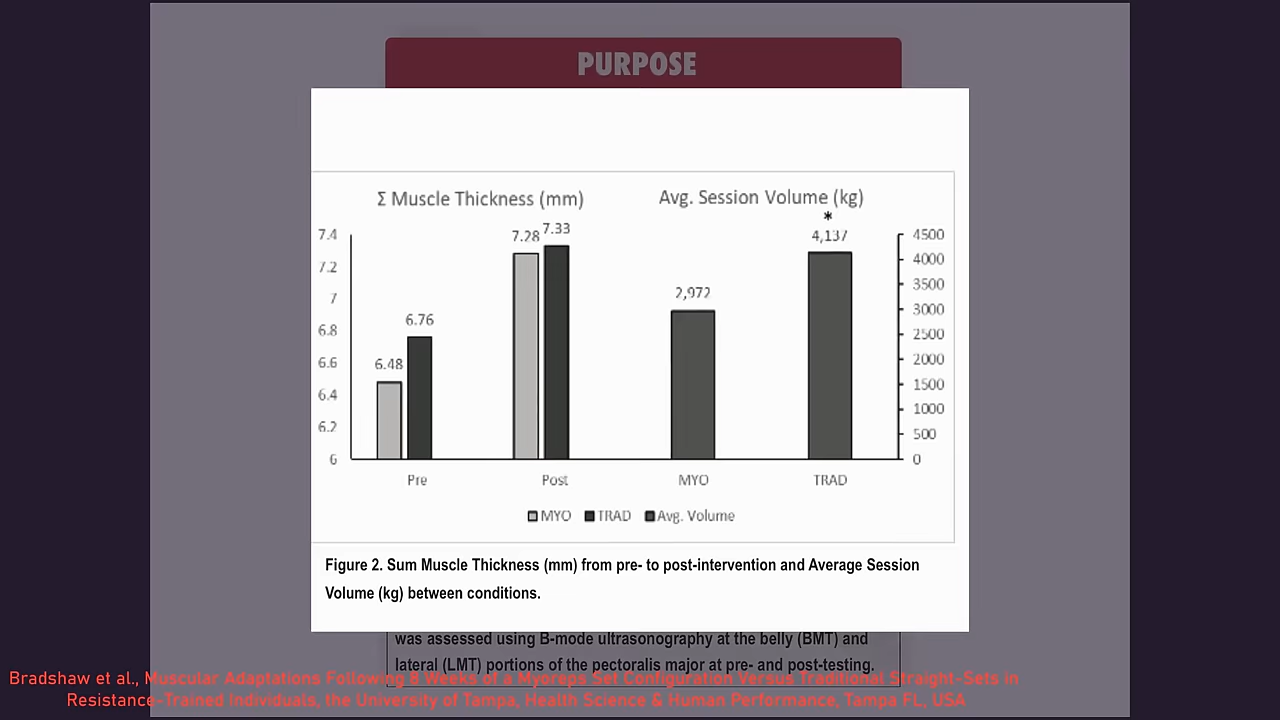 PURPOSE
Σ Muscle Thickness (mm)
Avg. Session Volume (kg)
*
7.4
7.2
7
6.8
6.6
6.4
6.2
6
6.48
6.76
7.28
7.33
2,972
4,137
4500
4000
3500
3000
2500
2000
1500
1000
500
0
Pre
Post
MYO
TRAD
MYO
TRAD
Avg. Volume
Figure 2. Sum Muscle Thickness (mm) from pre- to post-intervention and Average Session
Volume (kg) between conditions.
was assessed using B-mode ultrasonography at the belly (BMT) and
lateral (LMT) portions of the pectoralis major at pre- and post-testing.
Bradshaw et al., Muscular Adaptations Following 8 Weeks of a Myoreps Set Configuration Versus Traditional Straight-Sets in
Resistance-Trained Individuals, the University of Tampa, Health Science & Human Performance, Tampa FL, USA